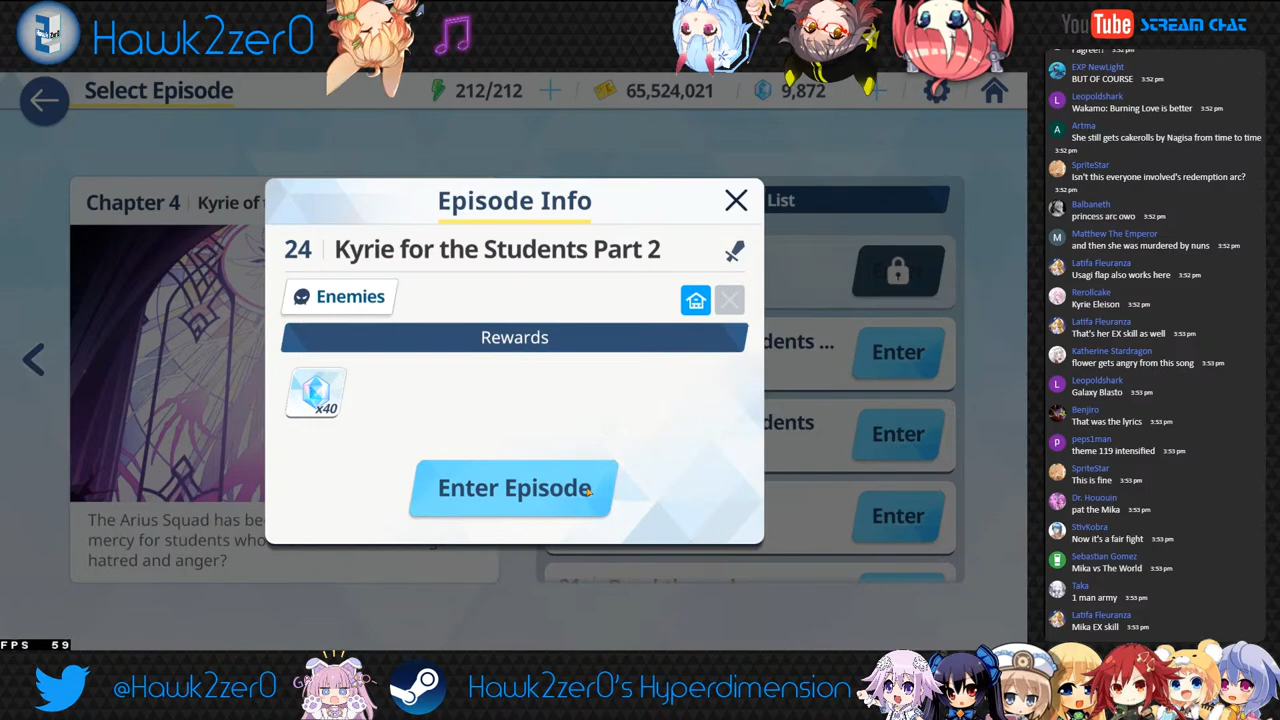 Hawk2zer0
You Tube STREAM CHAT
Select Episode
212/212
65,524,021
9,872
Chapter 4 Kyrie of
List
Episode Info
24 Kyrie for the Students Part 2
Enemies
Rewards
x40
Enter Episode
dents ...
Enter
dents
Enter
Enter
The Arius Squad has be
mercy for students who
hatred and anger?
FPS 59
@Hawk2zer0
Hawk2zer0's Hyperdimension
3:52 pm
EXP NewLight
BUT OF COURSE 3:52 pm
Leopoldshark
Wakamo: Burning Love is better 3:52 pm
Artma
She still gets cakerolls by Nagisa from time to time
3:52 pm
SpriteStar
Isn't this everyone involved's redemption arc?
3:52 pm
Balbaneth
princess arc owo 3:52 pm
Matthew The Emperor
and then she was murdered by nuns 3:52 pm
Latifa Fleuranza
Usagi flap also works here 3:52 pm
Rerollcake
Kyrie Eleison 3:52 pm
Latifa Fleuranza
That's her EX skill as well 3:53 pm
Katherine Stardragon
flower gets angry from this song 3:53 pm
Leopoldshark
Galaxy Blasto 3:53 pm
Benjiro
That was the lyrics 3:53 pm
peps1man
theme 119 intensified 3:53 pm
SpriteStar
This is fine 3:53 pm
Dr. Hououin
pat the Mika 3:53 pm
StivKobra
Now it's a fair fight 3:53 pm
Sebastian Gomez
Mika vs The World 3:53 pm
Taka
1 man army 3:53 pm
Latifa Fleuranza
Mika EX skill 3:53 pm